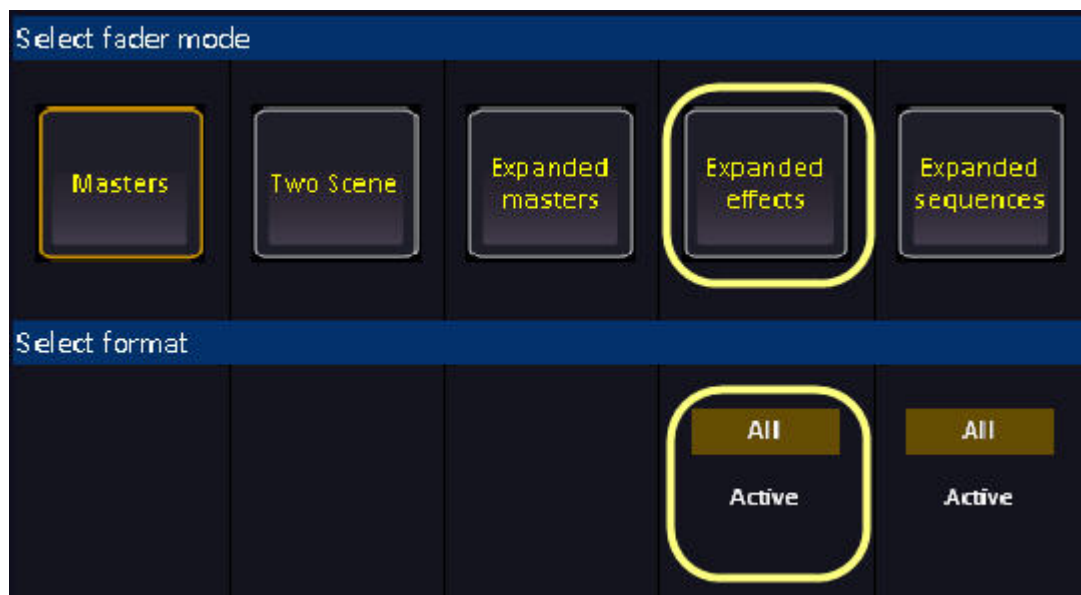 Select fader mode
Masters
Two Scene
Expanded
masters
Expanded
effects
Expanded
sequences
Select format
All
Active
All
Active